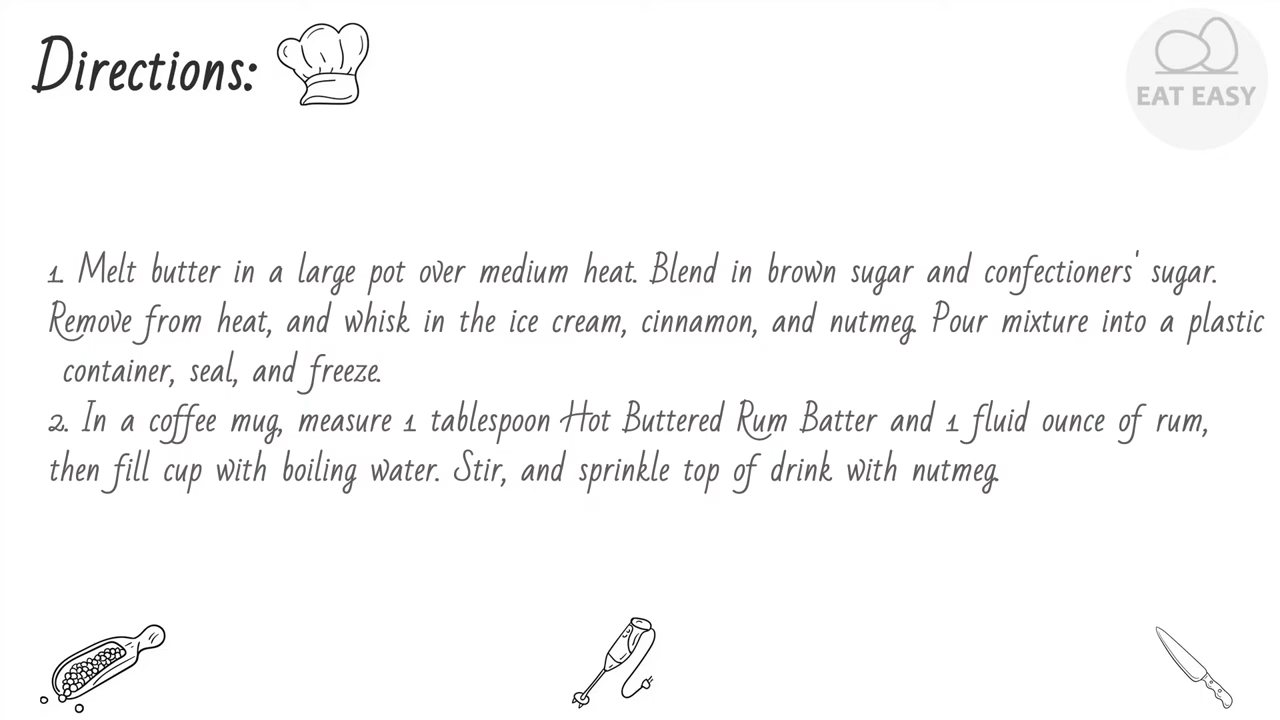 Directions:
EAT EASY
1. Melt butter in a large pot over medium heat. Blend in brown sugar and confectioners' sugar.
Remove from heat, and whisk in the ice cream, cinnamon, and nutmeg. Pour mixture into a plastic
container, seal, and freeze.
2. In a coffee mug, measure 1 tablespoon Hot Buttered Rum Batter and 1 fluid ounce of rum,
then fill cup with boiling water. Stir, and sprinkle top of drink with nutmeg.